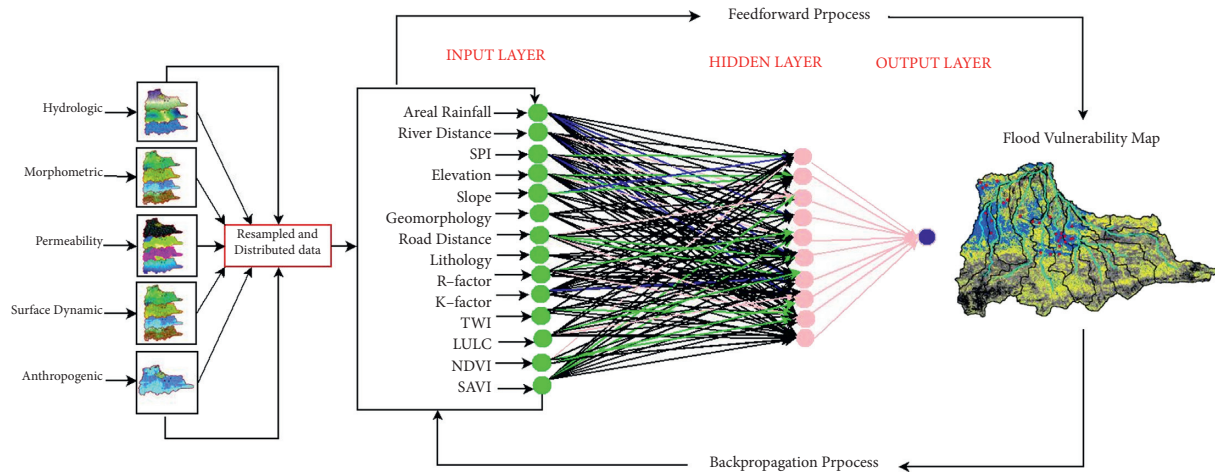 Feedforward Prpocess
INPUT LAYER
HIDDEN LAYER
OUTPUT LAYER
Hydrologic
Morphometric
Permeability
Surface Dynamic
Anthropogenic
Resampled and
Distributed data
Areal Rainfall
River Distance
SPI
Elevation
Slope
Geomorphology
Road Distance
Lithology
R–factor
K–factor
TWI
LULC
NDVI
SAVI
Flood Vulnerability Map
Backpropagation Prpocess